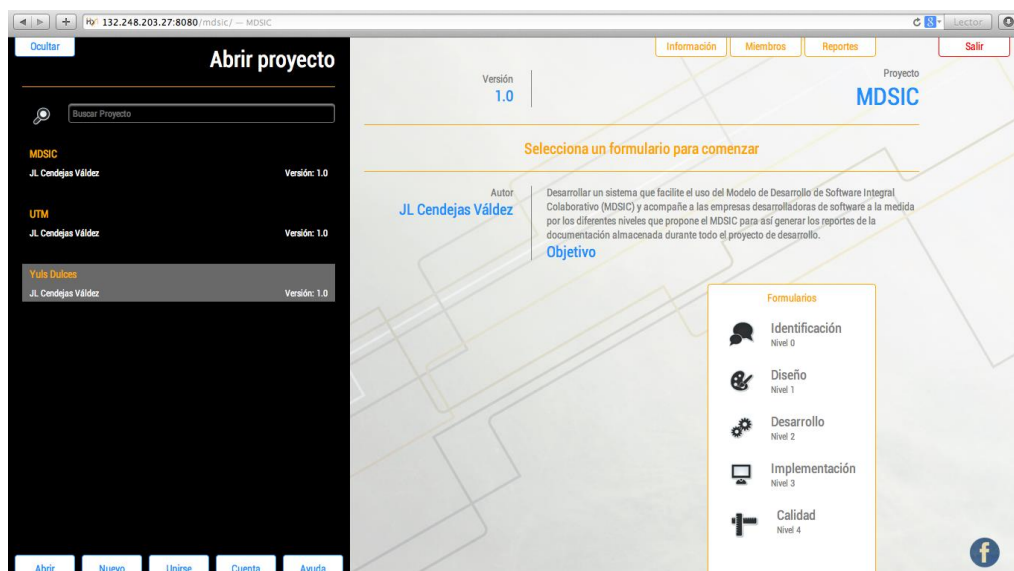 132.248.203.27:8080/mdsic/ — MDSIC
Lector
Ocultar
Abrir proyecto
Buscar Proyecto
MDSIC
JL Cendejas Váldez
Versión: 1.0
UTM
JL Cendejas Váldez
Versión: 1.0
Yuls Dulces
JL Cendejas Váldez
Versión: 1.0
Abrir
Nuevo
Unirse
Cuenta
Ayuda
Información
Miembros
Reportes
Salir
Versión
1.0
Proyecto
MDSIC
Selecciona un formulario para comenzar
Autor
JL Cendejas Váldez
Desarrollar un sistema que facilite el uso del Modelo de Desarrollo de Software Integral
Colaborativo (MDSIC) y acompañe a las empresas desarrolladoras de software a la medida
por los diferentes niveles que propone el MDSIC para así generar los reportes de la
documentación almacenada durante todo el proyecto de desarrollo.
Objetivo
Formularios
Identificación
Nivel 0
Diseño
Nivel 1
Desarrollo
Nivel 2
Implementación
Nivel 3
Calidad
Nivel 4